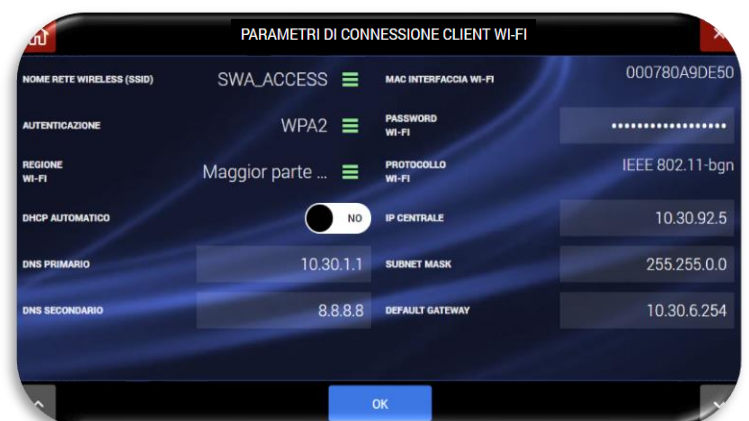 PARAMETRI DI CONNESSIONE CLIENT WI-FI
NOME RETE WIRELESS (SSID)
SWA_ACCESS
MAC INTERFACCIA WI-FI
000780A9DE50
AUTENTICAZIONE
WPA2
PASSWORD
WI-FI
••••••••••••••••••
REGIONE
WI-FI
Maggior parte ...
PROTOCOLLO
WI-FI
IEEE 802.11-bgn
DHCP AUTOMATICO
NO
IP CENTRALE
10.30.92.5
DNS PRIMARIO
10.30.1.1
SUBNET MASK
255.255.0.0
DNS SECONDARIO
8.8.8.8
DEFAULT GATEWAY
10.30.6.254
OK